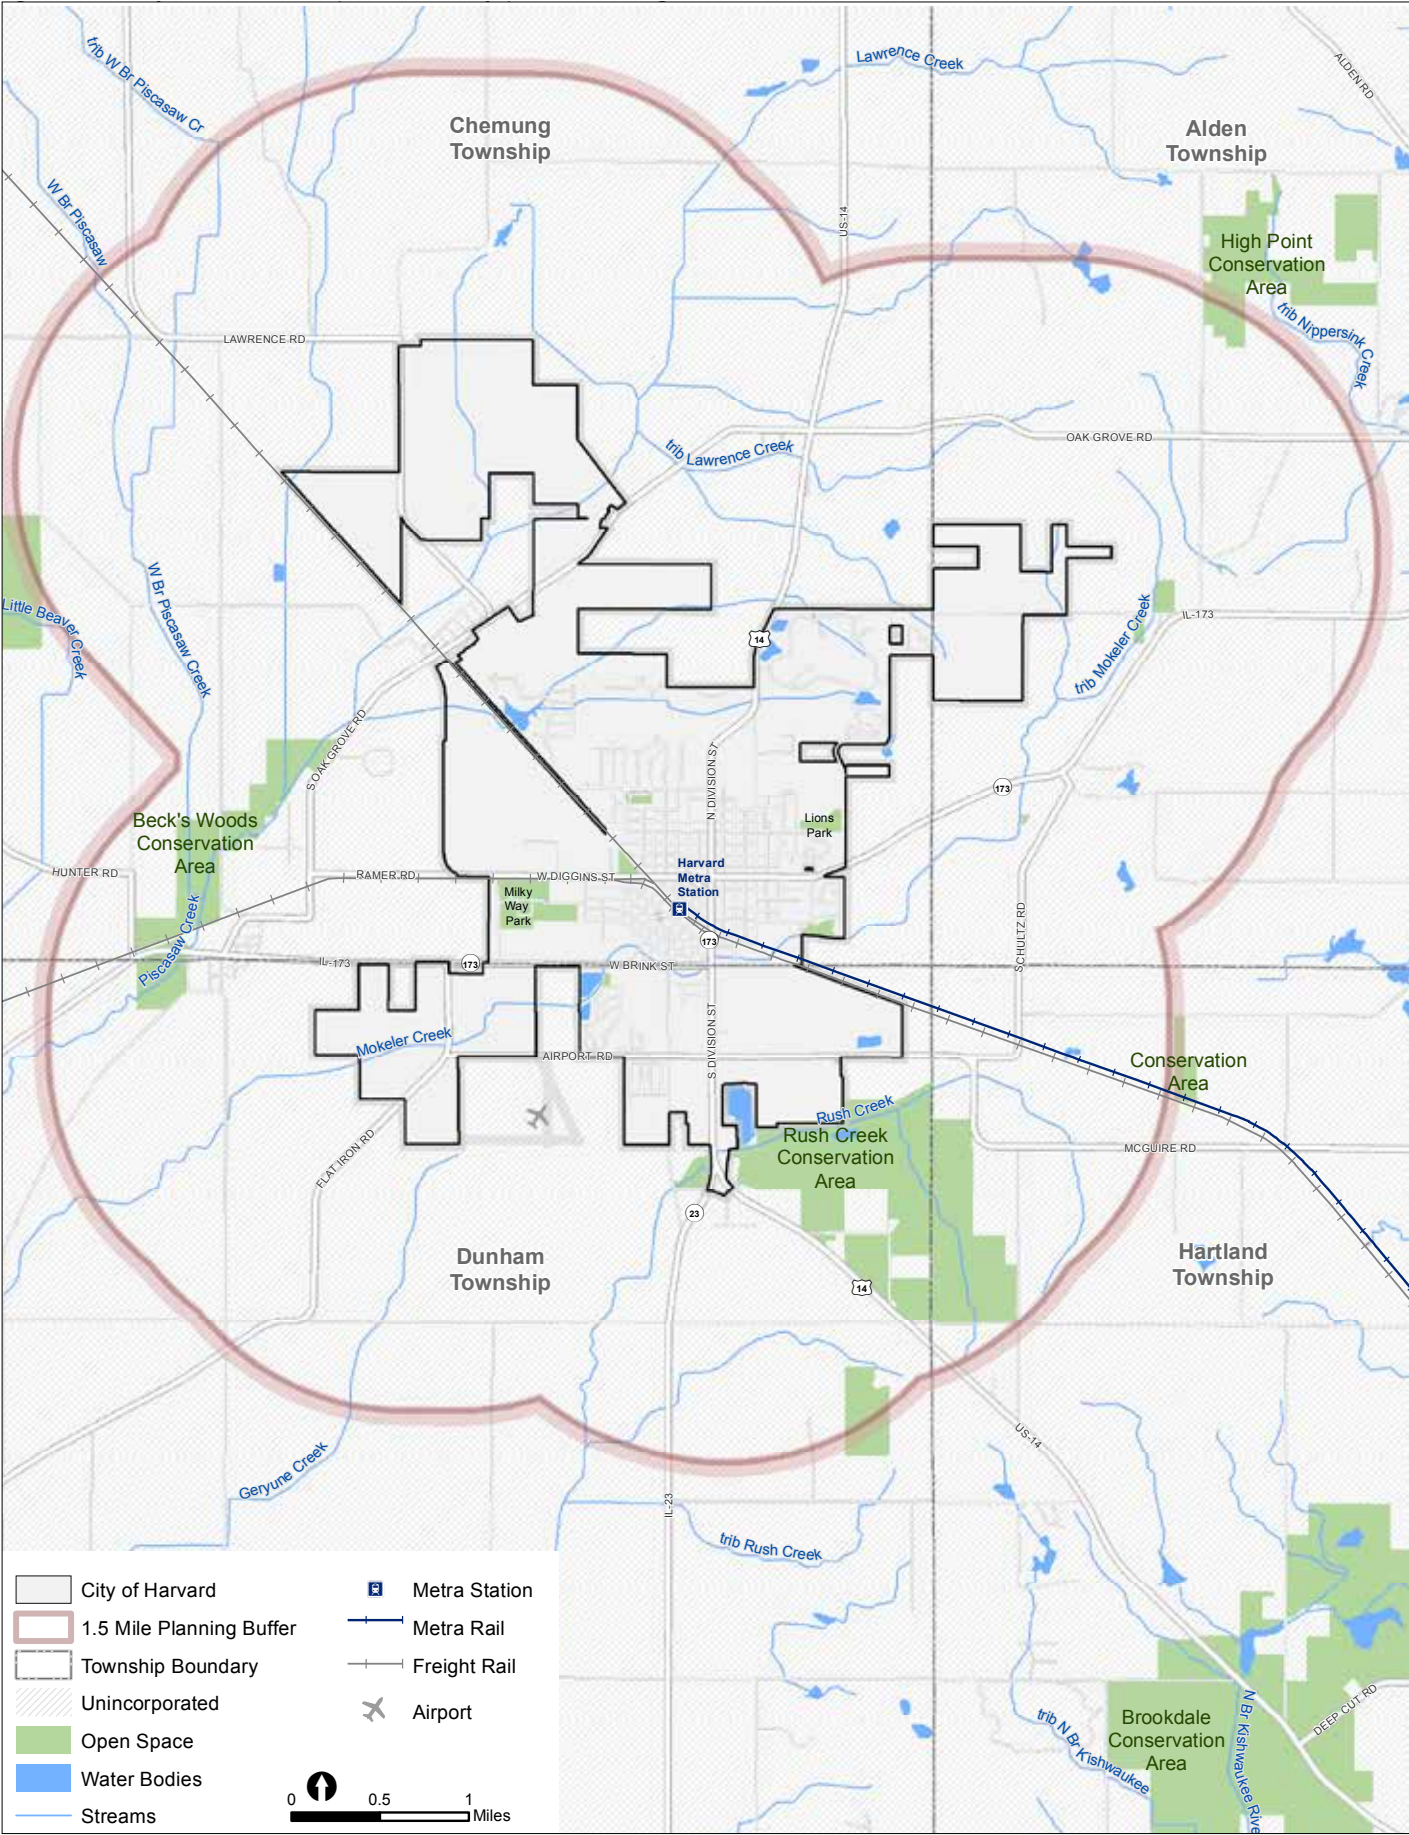 trib W Br Piscasaw Cr
Lawrence Creek
ALDEN RD
Chemung
Township
Alden
Township
W Br Piscasaw
US-14
High Point
Conservation
Area
trib Nippersink
Creek
LAWRENCE RD
OAK GROVE RD
trib Lawrence Creek
W Br Piscasaw Creek
Little Beaver
Creek
IL-173
trib Mokeler Creek
14
S OAK GROVE RD
N DIVISION ST
173
Beck's Woods
Conservation
Area
Lions
Park
HUNTER RD
RAMER RD
W DIGGINS ST
Harvard
Metra
Station
Milky
Way
Park
Piscasaw Creek
SCHULTZ RD
173
IL-173
173
W BRINK ST
Mokeler Creek
AIRPORT RD
S DIVISION ST
Conservation
Area
Rush Creek
Rush Creek
Conservation
Area
FLAT IRON RD
MCGUIRE RD
23
Dunham
Township
Hartland
Township
14
US-14
Geryune Creek
IL-23
trib Rush Creek
Brookdale
Conservation
Area
trib N Br Kishwaukee
N Br Kishwaukee Rive
DEEP CUT RD
City of Harvard
1.5 Mile Planning Buffer
Township Boundary
Unincorporated
Open Space
Water Bodies
Streams
Metra Station
Metra Rail
Freight Rail
Airport
0 0.5 1
Miles